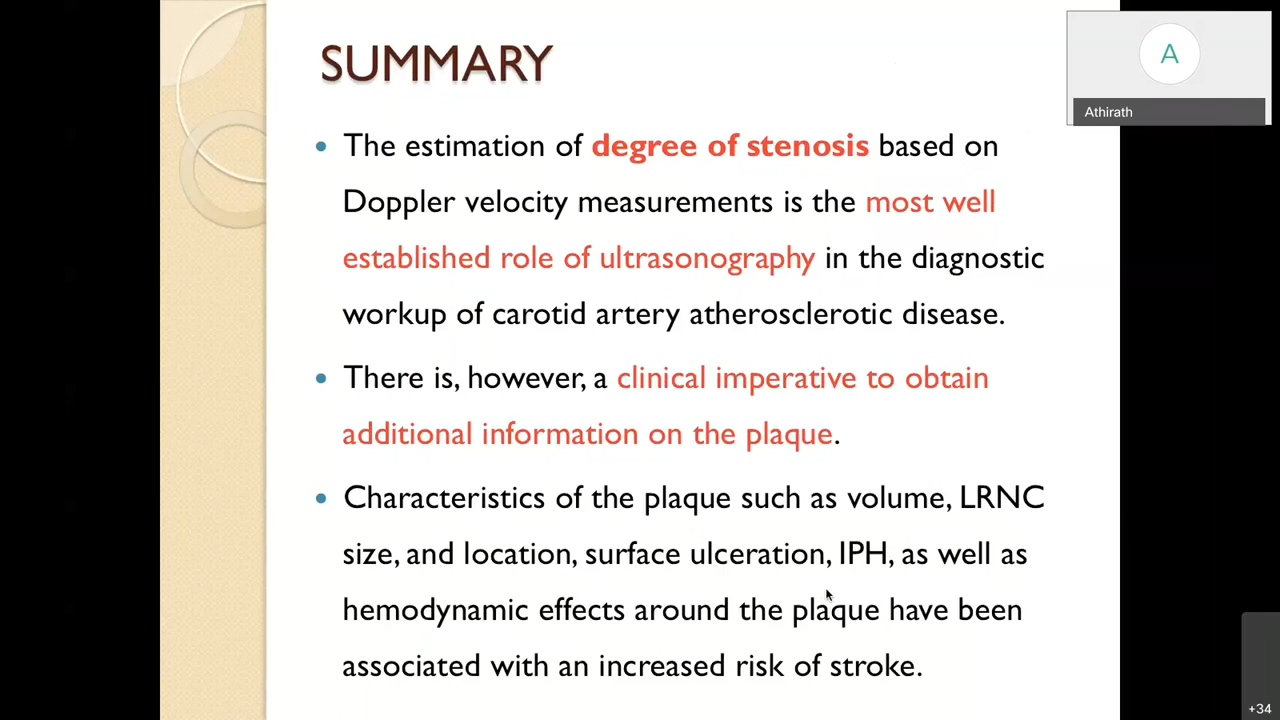 SUMMARY
• The estimation of degree of stenosis based on
Doppler velocity measurements is the most well
established role of ultrasonography in the diagnostic
workup of carotid artery atherosclerotic disease.
• There is, however, a clinical imperative to obtain
additional information on the plaque.
• Characteristics of the plaque such as volume, LRNC
size, and location, surface ulceration, IPH, as well as
hemodynamic effects around the plaque have been
associated with an increased risk of stroke.
A
Athirath
+34